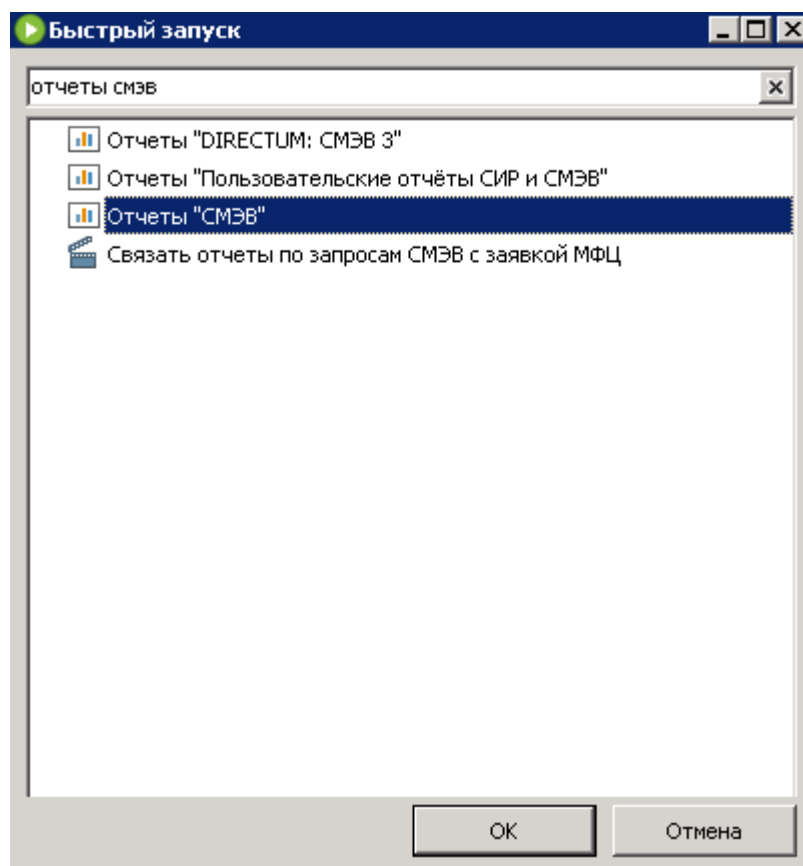 Быстрый запуск
отчеты смэв
Отчеты "DIRECTUM: СМЭВ 3"
Отчеты "Пользовательские отчёты СИР и СМЭВ"
Отчеты "СМЭВ"
Связать отчеты по запросам СМЭВ с заявкой МФЦ
OK
Отмена